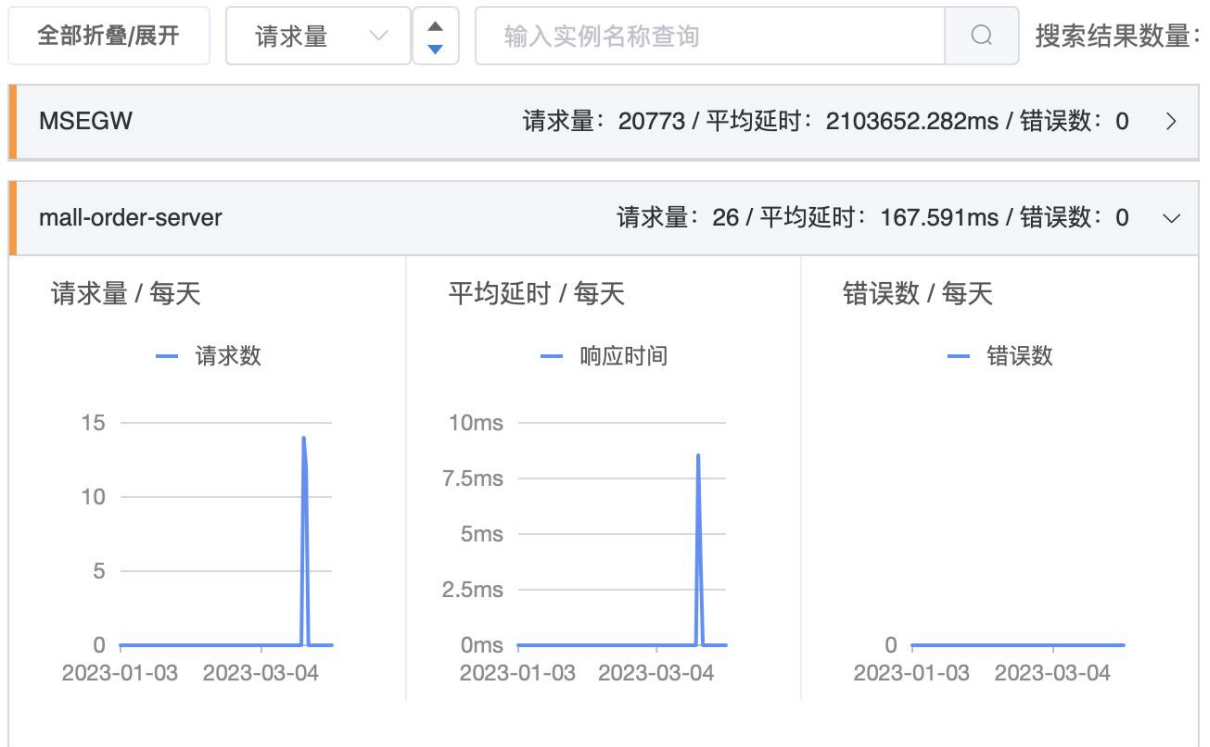 全部折叠/展开 请求量 输入实例名称查询 搜索结果数量:
MSEGW 请求量：20773 / 平均延时：2103652.282ms / 错误数：0
mall-order-server 请求量：26 / 平均延时：167.591ms / 错误数：0
请求量 / 每天
请求数
15
10
5
0
2023-01-03 2023-03-04
平均延时 / 每天
响应时间
10ms
7.5ms
5ms
2.5ms
0ms
2023-01-03 2023-03-04
错误数 / 每天
错误数
0
2023-01-03 2023-03-04